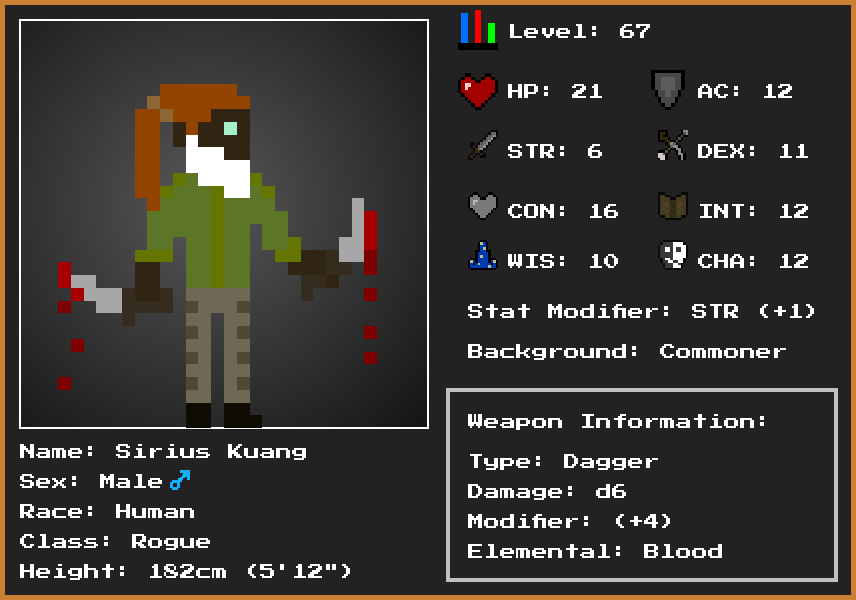 Level: 67
HP: 21
AC: 12
STR: 6
DEX: 11
CON: 16
INT: 12
WIS: 10
CHA: 12
Stat Modifier: STR (+1)
Background: Commoner
Name: Sirius Kuang
Sex: Male♂
Race: Human
Class: Rogue
Height: 182cm (5'12")
Weapon Information:
Type: Dagger
Damage: d6
Modifier: (+4)
Elemental: Blood